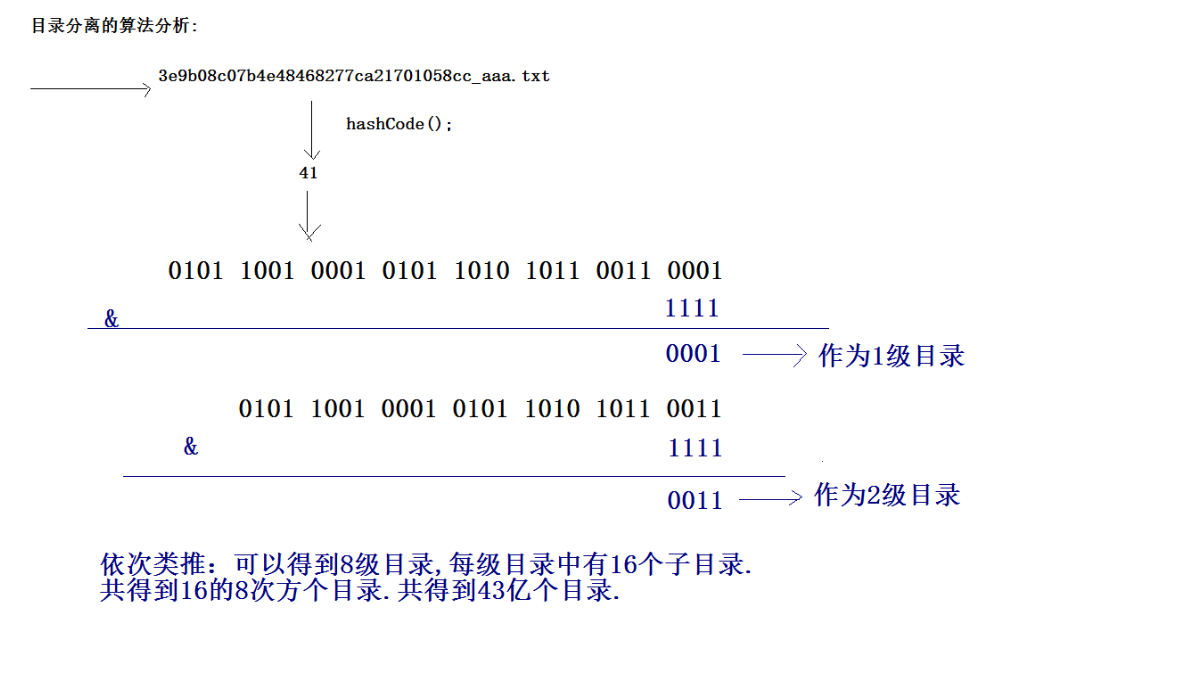 目录分离的算法分析:
3e9b08c07b4e48468277ca21701058cc_aaa.txt
hashCode();
41
0101 1001 0001 0101 1010 1011 0011 0001
& 1111
0001 作为1级目录
0101 1001 0001 0101 1010 1011 0011
& 1111
0011 作为2级目录
依次类推：可以得到8级目录,每级目录中有16个子目录.
共得到16的8次方个目录.共得到43亿个目录.